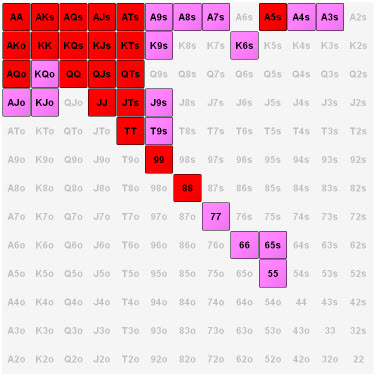 AA AKs AQs AJs ATs A9s A8s A7s A6s A5s A4s A3s A2s
AKo KK KQs KJs KTs K9s K8s K7s K6s K5s K4s K3s K2s
AQo KQo QQ QJs QTs Q9s Q8s Q7s Q6s Q5s Q4s Q3s Q2s
AJo KJo QJo JJ JTs J9s J8s J7s J6s J5s J4s J3s J2s
ATo KTo QTo JTo TT T9s T8s T7s T6s T5s T4s T3s T2s
A9o K9o Q9o J9o T9o 99 98s 97s 96s 95s 94s 93s 92s
A8o K8o Q8o J8o T8o 98o 88 87s 86s 85s 84s 83s 82s
A7o K7o Q7o J7o T7o 97o 87o 77 76s 75s 74s 73s 72s
A6o K6o Q6o J6o T6o 96o 86o 76o 66 65s 64s 63s 62s
A5o K5o Q5o J5o T5o 95o 85o 75o 65o 55 54s 53s 52s
A4o K4o Q4o J4o T4o 94o 84o 74o 64o 54o 44 43s 42s
A3o K3o Q3o J3o T3o 93o 83o 73o 63o 53o 43o 33 32s
A2o K2o Q2o J2o T2o 92o 82o 72o 62o 52o 42o 32o 22